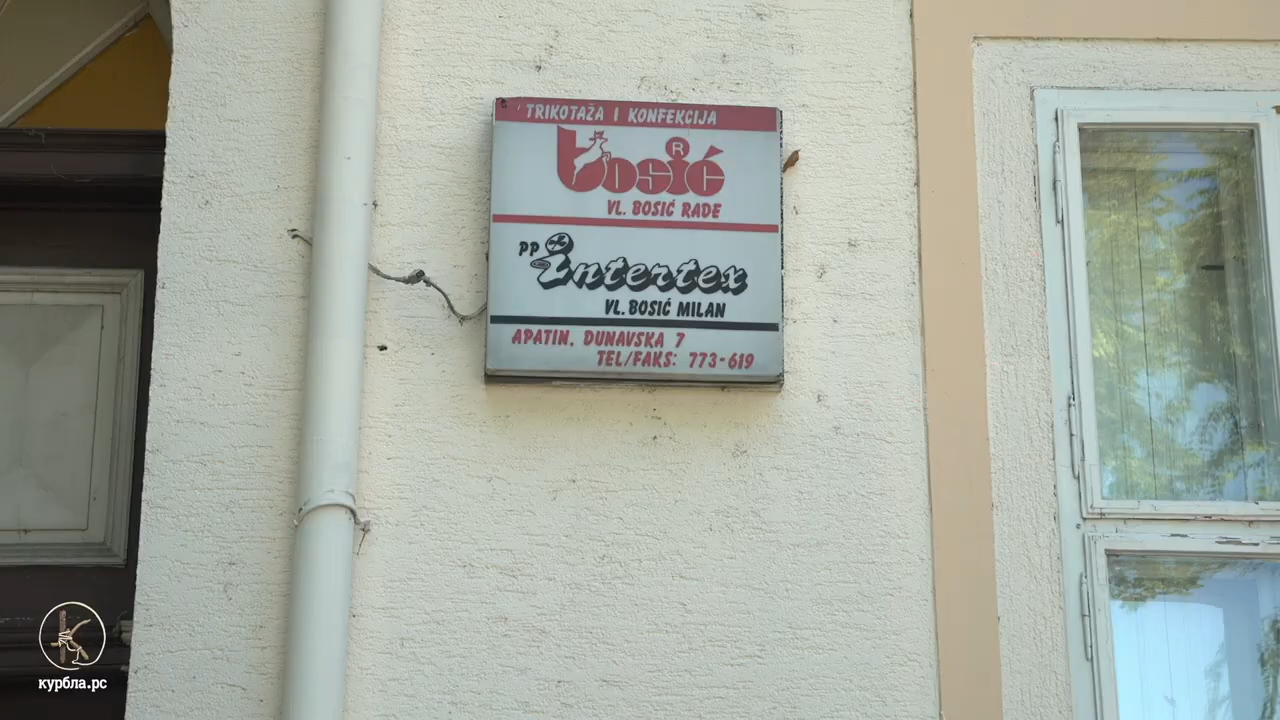 TRIKOTAŽA I KONFEKCIJA
bosić R
VL. BOSIĆ RADE
PP Intertex
VL. BOSIĆ MILAN
APATIN, DUNAVSKA 7
TEL/FAKS: 773-619
курбла.рс